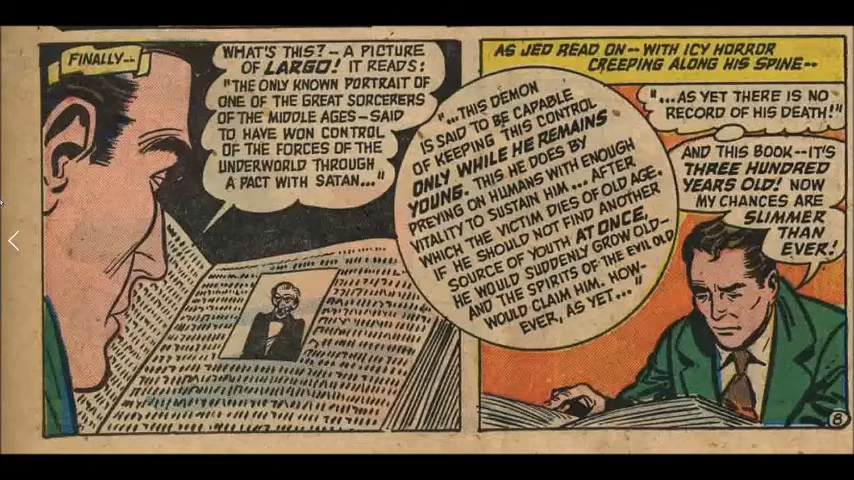 FINALLY--
WHAT'S THIS?-- A PICTURE
OF LARGO! IT READS:
"THE ONLY KNOWN PORTRAIT OF
ONE OF THE GREAT SORCERERS
OF THE MIDDLE AGES--SAID
TO HAVE WON CONTROL
OF THE FORCES OF THE
UNDERWORLD THROUGH
A PACT WITH SATAN..."
AS JED READ ON-- WITH ICY HORROR
CREEPING ALONG HIS SPINE--
"...THIS DEMON
IS SAID TO BE CAPABLE
OF KEEPING THIS CONTROL
ONLY WHILE HE REMAINS
YOUNG. THIS HE DOES BY
PREYING ON HUMANS WITH ENOUGH
VITALITY TO SUSTAIN HIM... AFTER
WHICH THE VICTIM DIES OF OLD AGE.
IF HE SHOULD NOT FIND ANOTHER
SOURCE OF YOUTH AT ONCE,
HE WOULD SUDDENLY GROW OLD--
AND THE SPIRITS OF THE EVIL OLD
WOULD CLAIM HIM. HOW-
EVER, AS YET..."
"...AS YET THERE IS NO
RECORD OF HIS DEATH!"
AND THIS BOOK--IT'S
THREE HUNDRED
YEARS OLD! NOW
MY CHANCES ARE
SLIMMER
THAN
EVER!
8